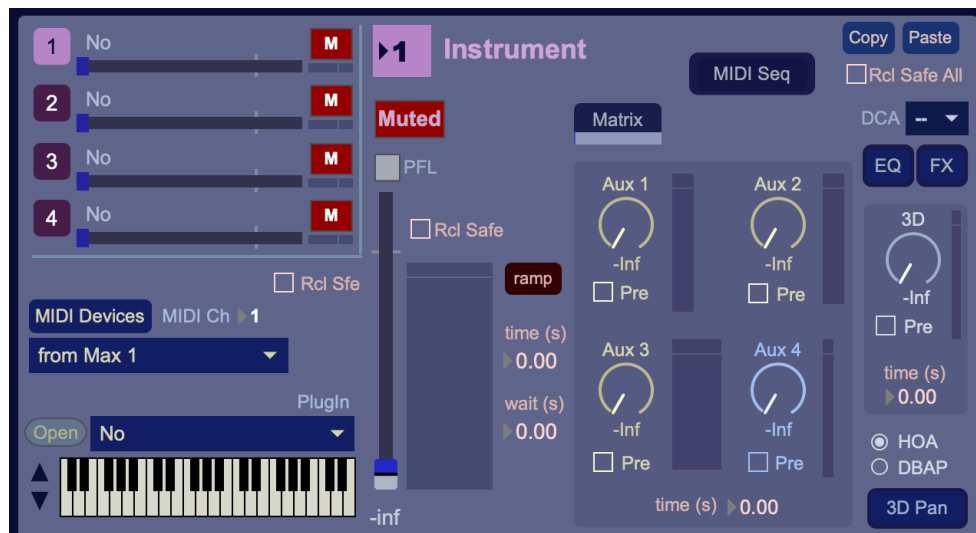 1 No M
2 No M
3 No M
4 No M
Rcl Sfe
MIDI Devices MIDI Ch 1
from Max 1
PlugIn
Open No
1 Instrument
MIDI Seq
Copy Paste
Rcl Safe All
Muted
PFL
Rcl Safe
ramp
time (s)
0.00
wait (s)
0.00
-inf
Matrix
Aux 1
-Inf
Pre
Aux 2
-Inf
Pre
Aux 3
-Inf
Pre
Aux 4
-Inf
Pre
time (s) 0.00
DCA --
EQ FX
3D
-Inf
Pre
time (s)
0.00
HOA
DBAP
3D Pan